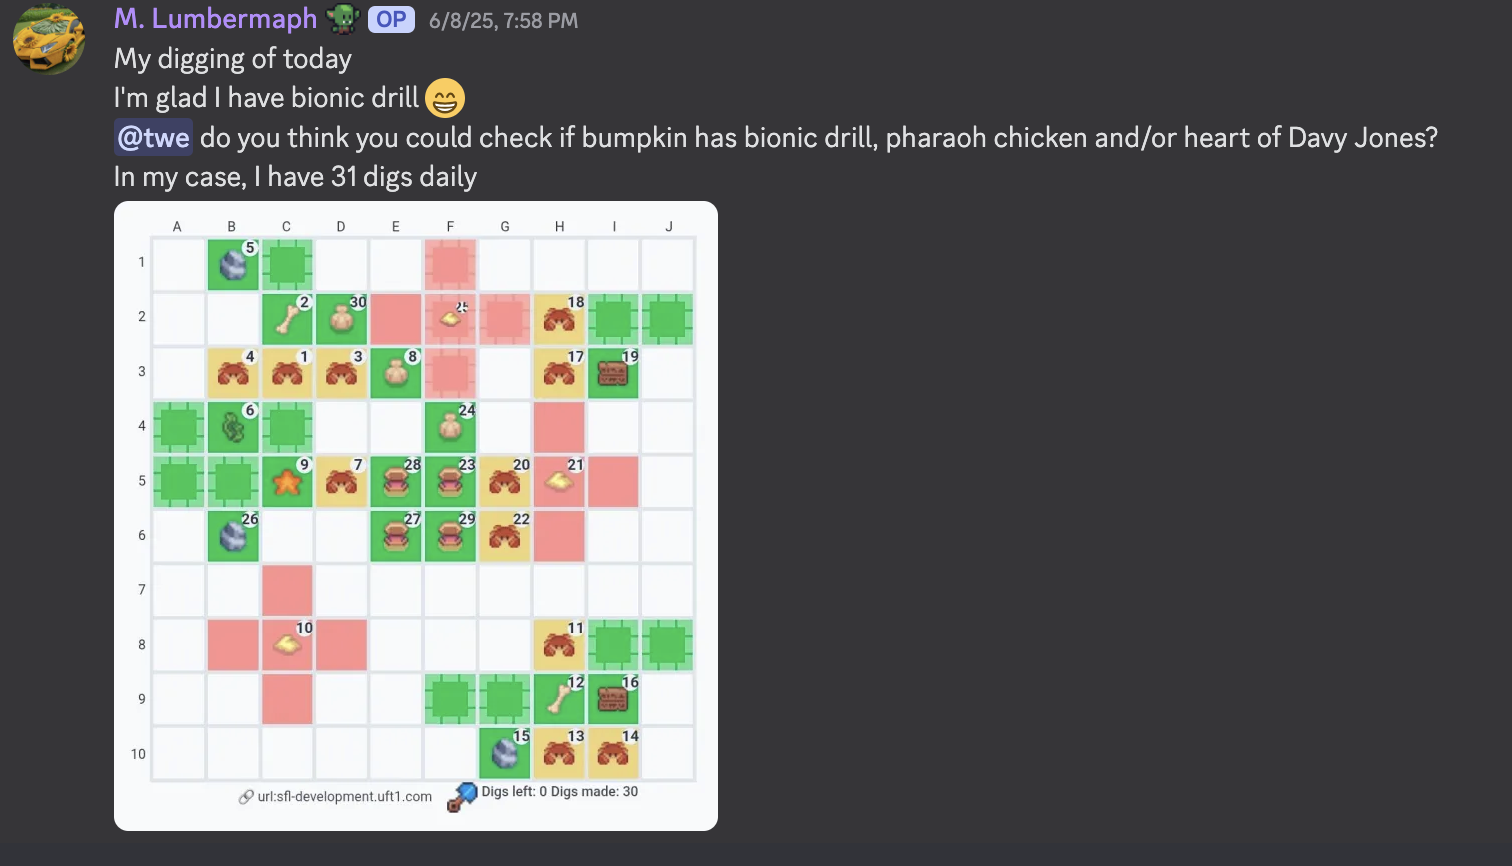 M. Lumbermaph OP 6/8/25, 7:58 PM
My digging of today
I'm glad I have bionic drill
@twe do you think you could check if bumpkin has bionic drill, pharaoh chicken and/or heart of Davy Jones?
In my case, I have 31 digs daily
A B C D E F G H I J
1 5
2 2 30 25 18
3 4 1 3 8 17 19
4 6 24
5 9 7 28 23 20 21
6 26 27 29 22
7
8 10 11
9 12 16
10 15 13 14
url:sfl-development.uft1.com Digs left: 0 Digs made: 30